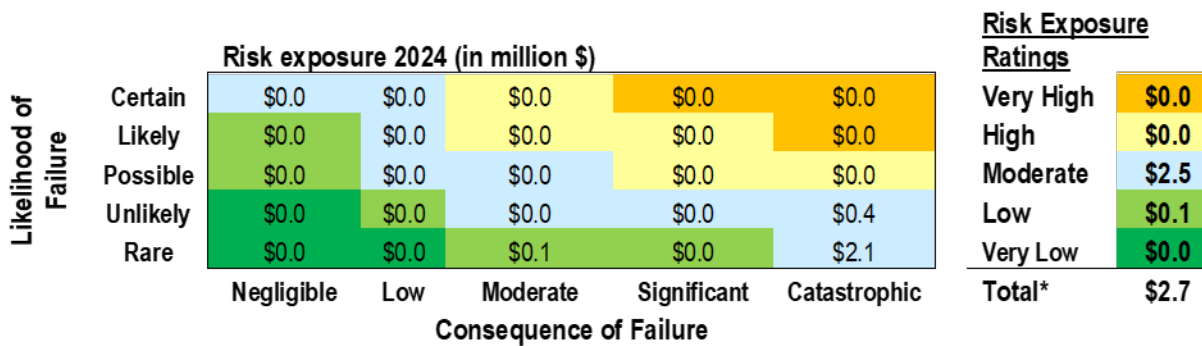 Risk exposure 2024 (in million $)
Likelihood of
Failure
Certain $0.0 $0.0 $0.0 $0.0 $0.0
Likely $0.0 $0.0 $0.0 $0.0 $0.0
Possible $0.0 $0.0 $0.0 $0.0 $0.0
Unlikely $0.0 $0.0 $0.0 $0.0 $0.4
Rare $0.0 $0.0 $0.1 $0.0 $2.1
Negligible Low Moderate Significant Catastrophic
Consequence of Failure
Risk Exposure
Ratings
Very High $0.0
High $0.0
Moderate $2.5
Low $0.1
Very Low $0.0
Total* $2.7